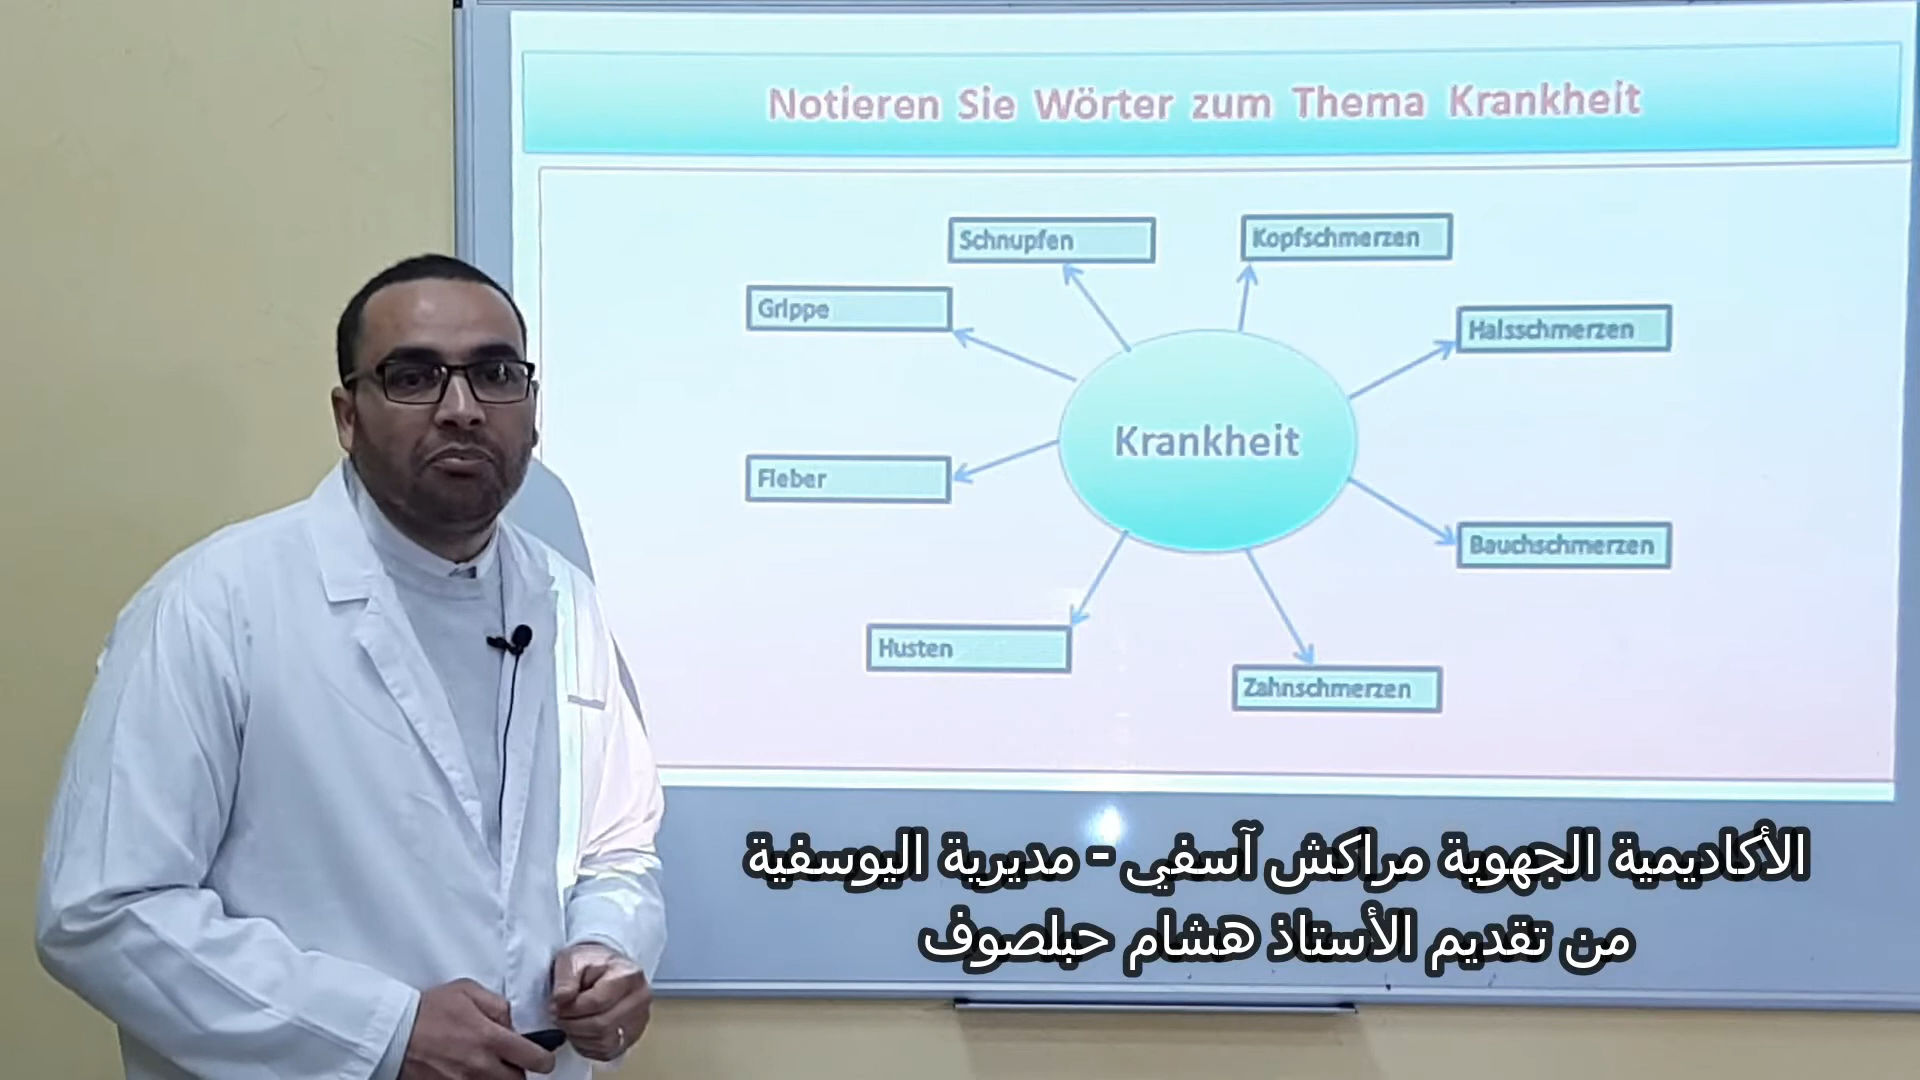 Notieren Sie Wörter zum Thema Krankheit
Schnupfen
Kopfschmerzen
Grippe
Halsschmerzen
Krankheit
Fieber
Bauchschmerzen
Husten
Zahnschmerzen
الأكاديمية الجهوية مراكش آسفي - مديرية اليوسفية
من تقديم الأستاذ هشام حبلصوف